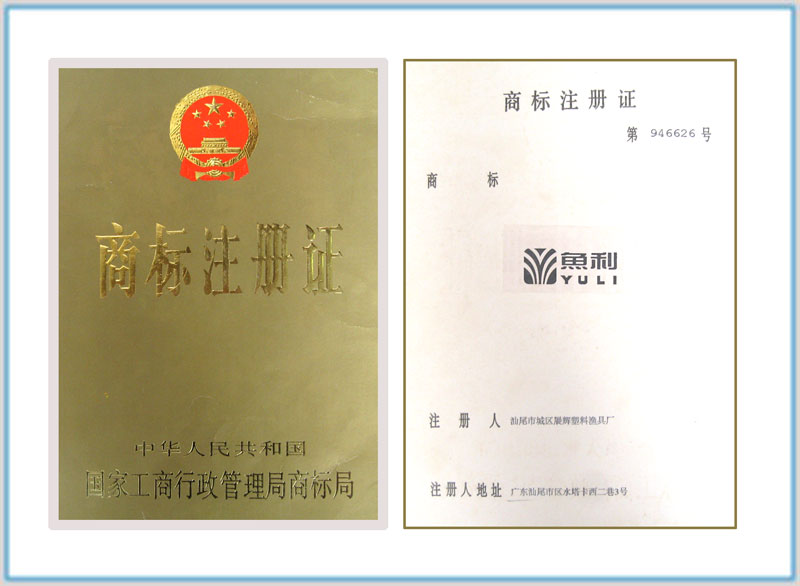 商标注册证
中华人民共和国
国家工商行政管理局商标局
商标注册证
第 946626 号
商 标
魚利
YULI
注 册 人 汕尾市城区晟辉塑料渔具厂
注册人地址 广东汕尾市区水塔卡西二巷3号